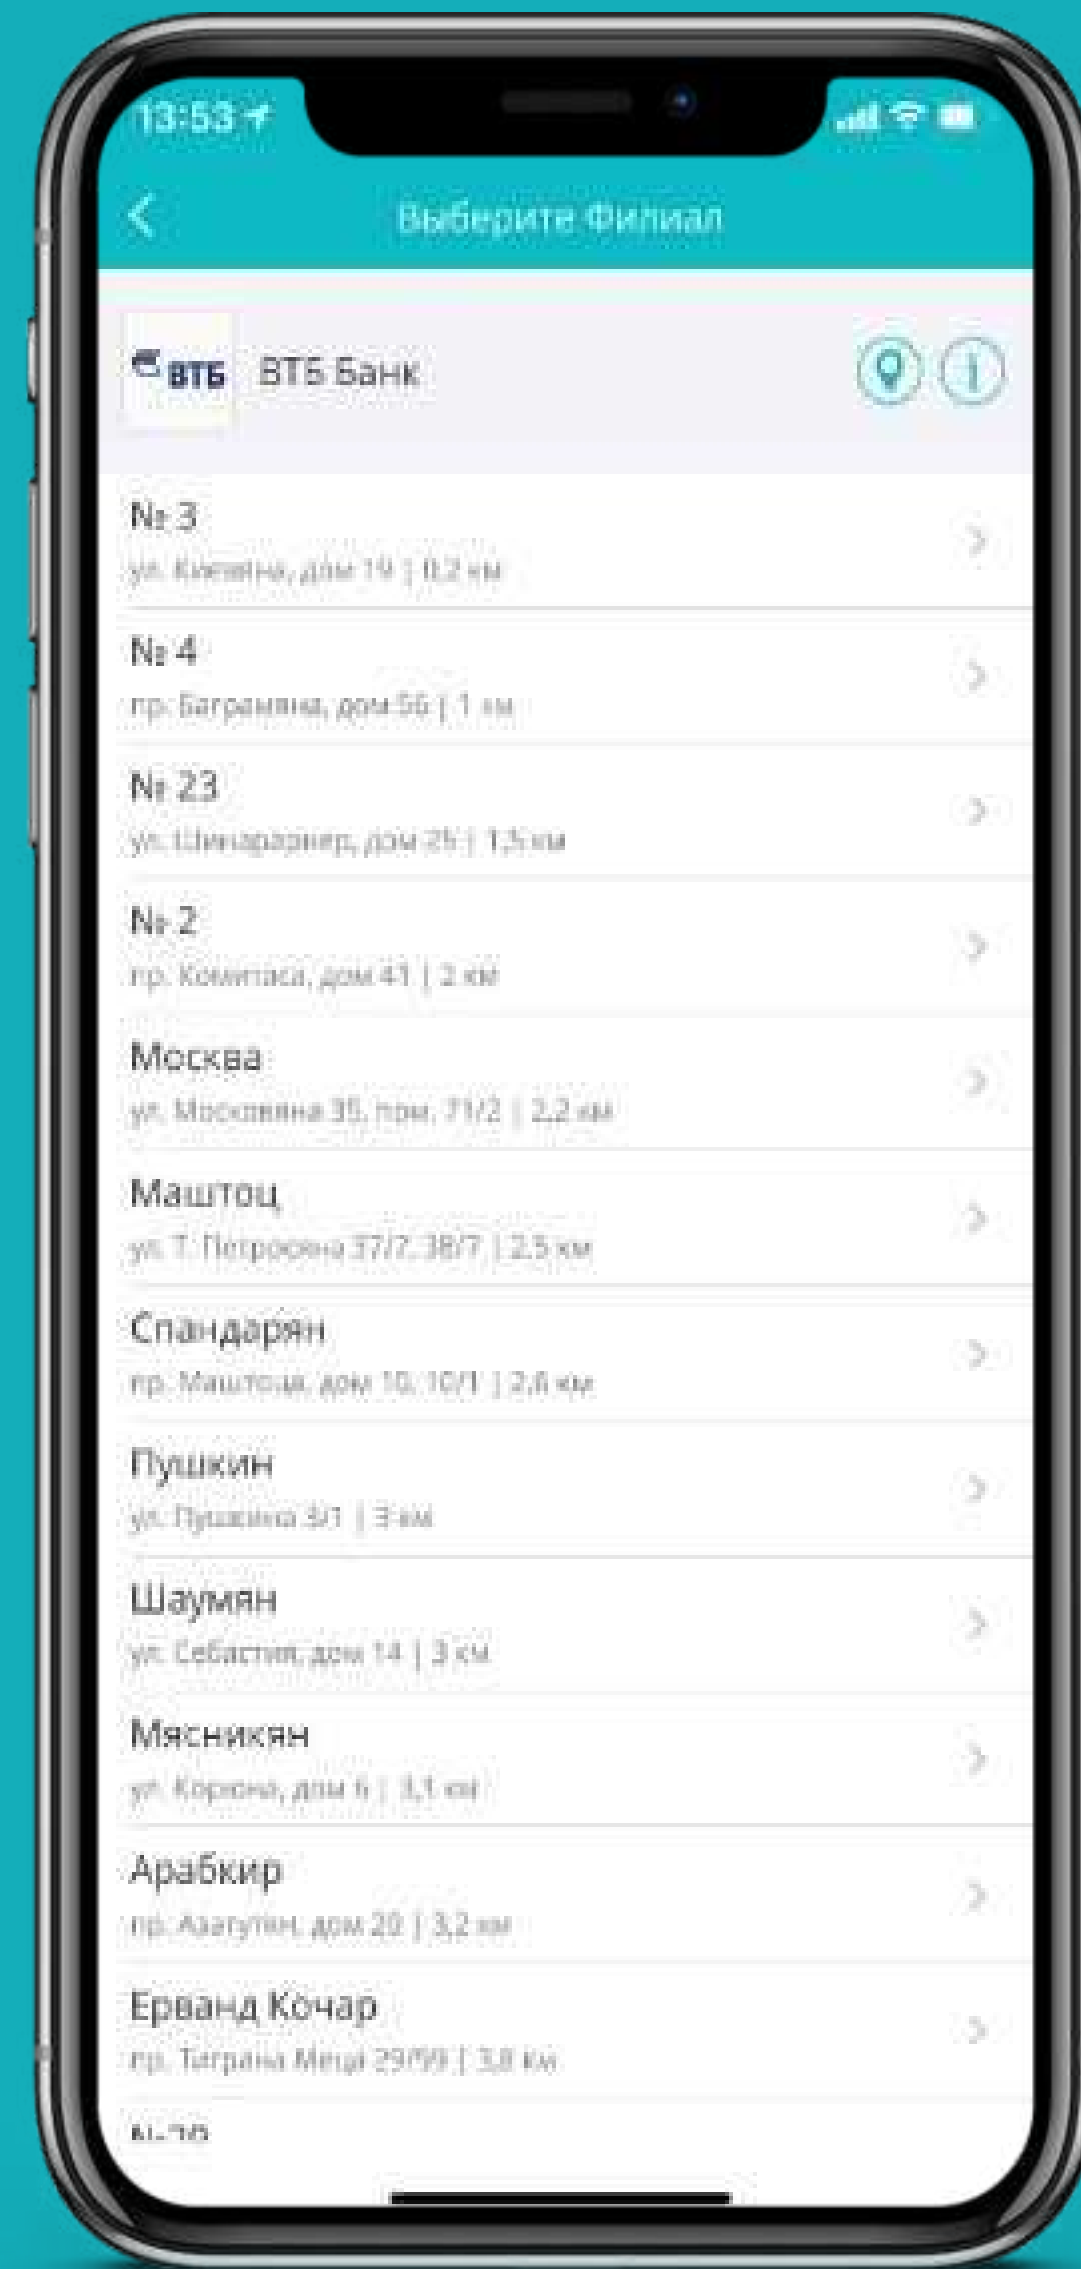 13:53
Выберите Филиал
ВТБ ВТБ Банк
№ 3
ул. Киевяна, дом 19 | 0,2 км
№ 4
пр. Баграмяна, дом 56 | 1 км
№ 23
ул. Шинарарнер, дом 25 | 1,5 км
№ 2
пр. Комитаса, дом 41 | 2 км
Москва
ул. Московяна 35, пом. 71/2 | 2,2 км
Маштоц
ул. Т. Петросяна 37/7, 38/7 | 2,5 км
Спандарян
пр. Маштоца, дом 10, 10/1 | 2,6 км
Пушкин
ул. Пушкина 3/1 | 3 км
Шаумян
ул. Себастия, дом 14 | 3 км
Мясникян
ул. Корюна, дом 6 | 3,1 км
Арабкир
пр. Азатутян, дом 20 | 3,2 км
Ерванд Кочар
пр. Тиграна Меца 29/99 | 3,8 км